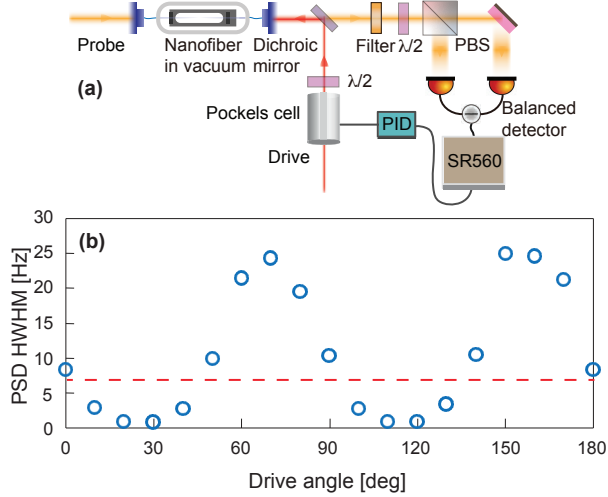 Probe
Nanofiber
in vacuum
Dichroic
mirror
Filter
λ/2
PBS
(a)
λ/2
Pockels cell
PID
Balanced
detector
Drive
SR560
(b)
PSD HWHM [Hz]
30
25
20
15
10
5
0
0
30
60
90
120
150
180
Drive angle [deg]